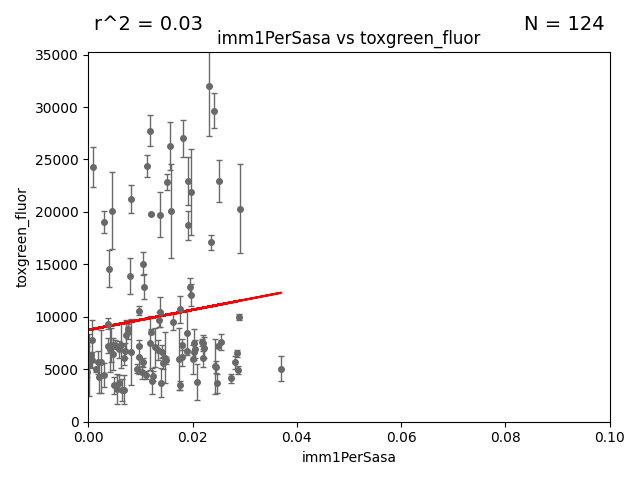 r^2 = 0.03
N = 124
imm1PerSasa vs toxgreen_fluor
35000
30000
25000
20000
15000
10000
5000
0
toxgreen_fluor
0.00
0.02
0.04
0.06
0.08
0.10
imm1PerSasa